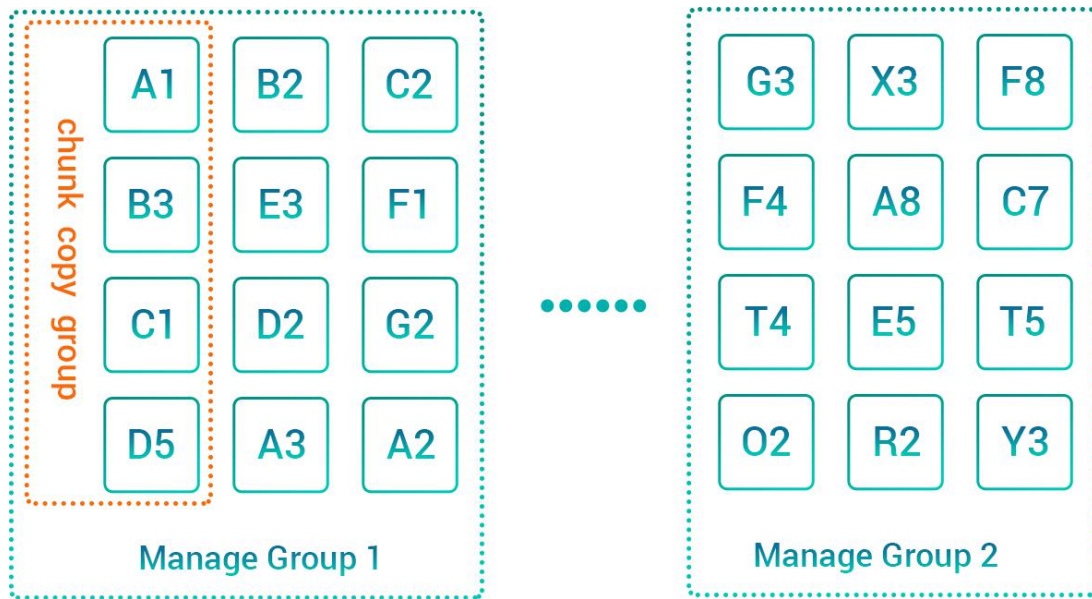 chunk copy group
A1 B2 C2
B3 E3 F1
C1 D2 G2
D5 A3 A2
Manage Group 1
G3 X3 F8
F4 A8 C7
T4 E5 T5
O2 R2 Y3
Manage Group 2